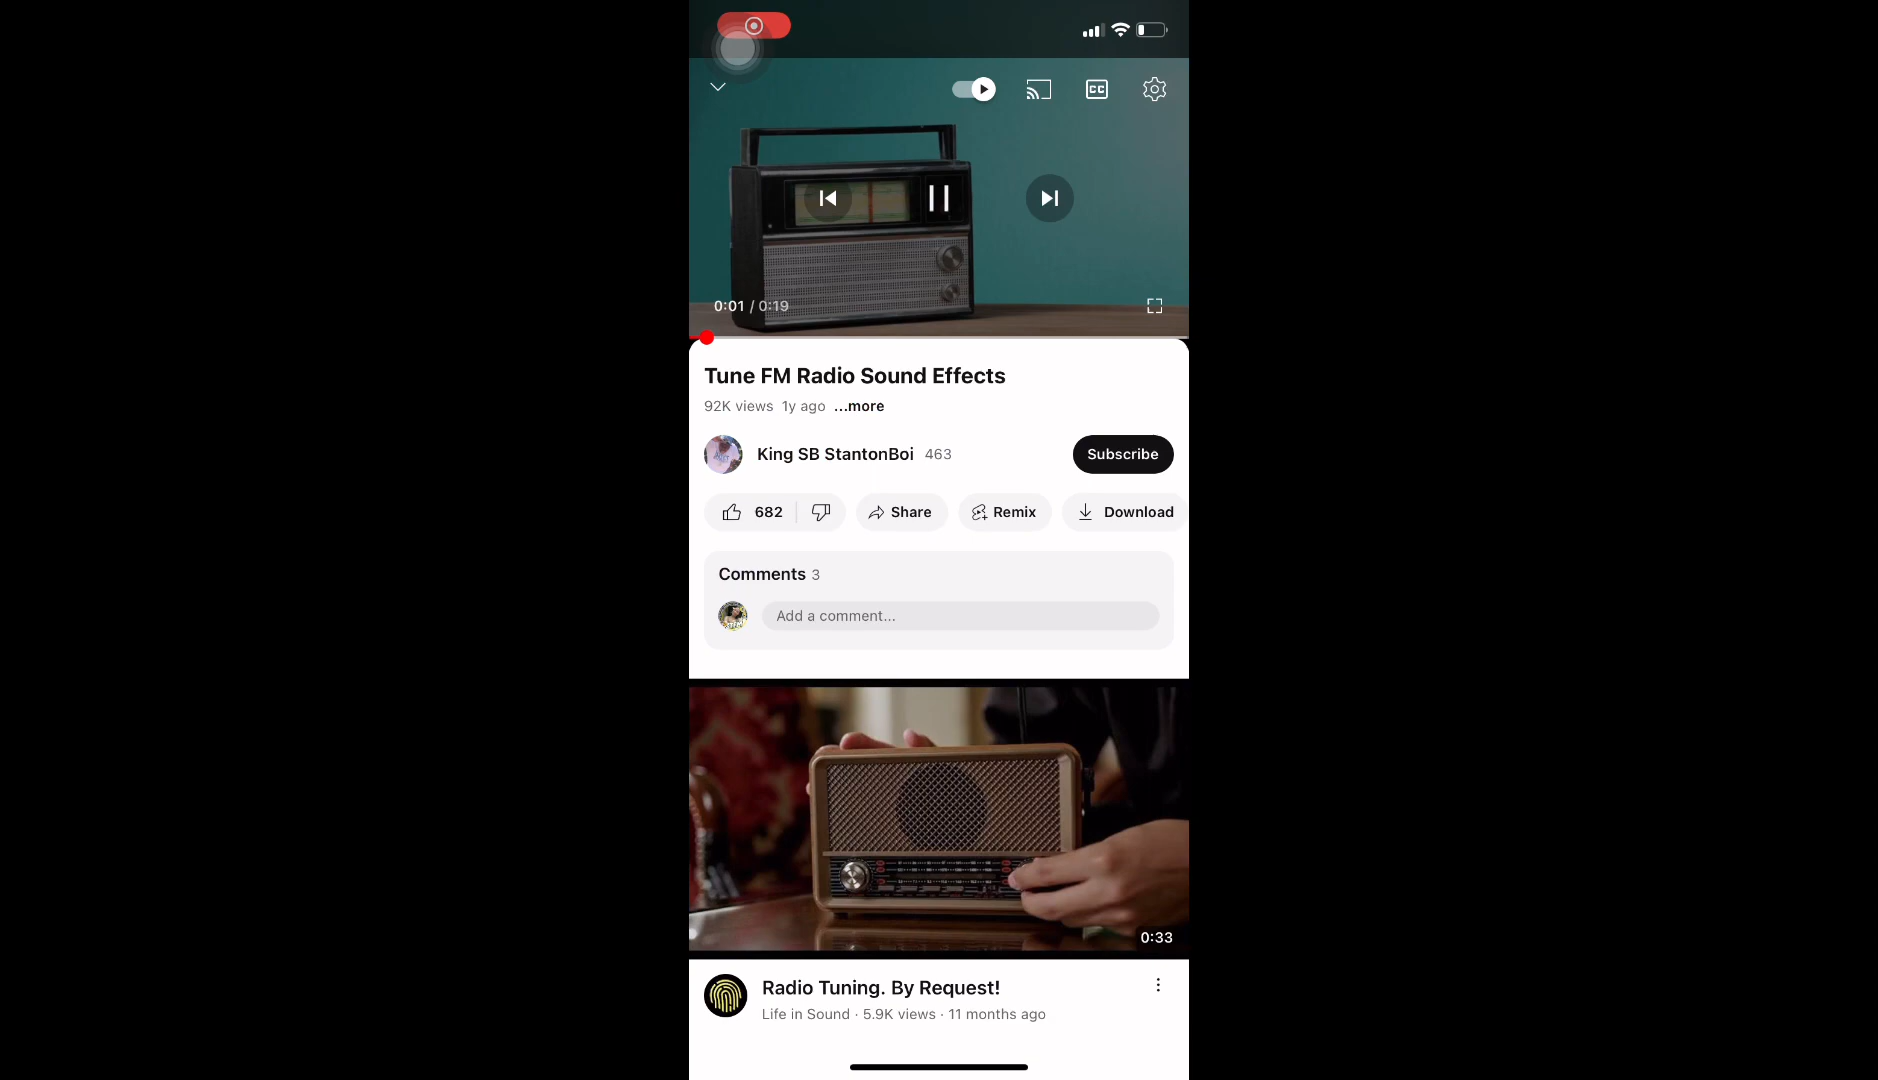 CC
0:01 / 0:19
Tune FM Radio Sound Effects
92K views 1y ago ...more
King SB StantonBoi 463
Subscribe
682
Share
Remix
Download
Comments 3
Add a comment...
0:33
Radio Tuning. By Request!
Life in Sound · 5.9K views · 11 months ago